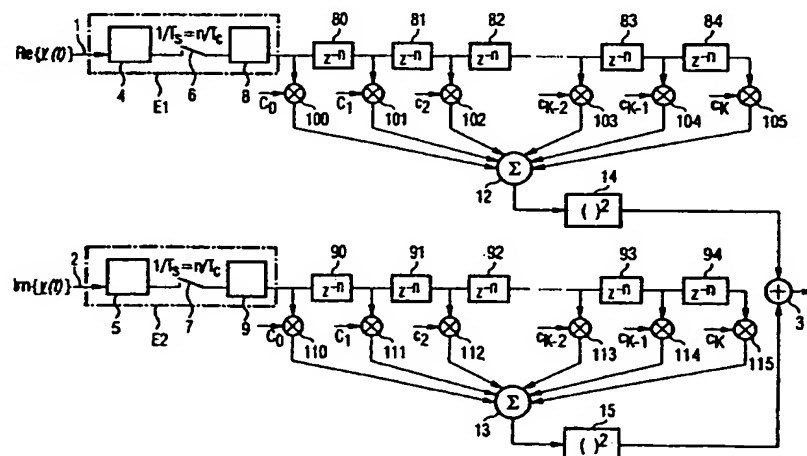 80 81 82 83 84
1 1/Ts=n/Tc
Re{r(t)} z⁻ⁿ z⁻ⁿ z⁻ⁿ z⁻ⁿ z⁻ⁿ
4 6 8
E1
C0 100 C1 101 c2 102 cK-2 103 cK-1 104 cK 105
Σ
12 14
( )²
90 91 92 93 94
2 1/Ts=n/Tc
Im{r(t)} z⁻ⁿ z⁻ⁿ z⁻ⁿ z⁻ⁿ z⁻ⁿ
+
3
5 7 9
E2
C0 110 C1 111 c2 112 cK-2 113 cK-1 114 cK 115
Σ
13 15
( )²